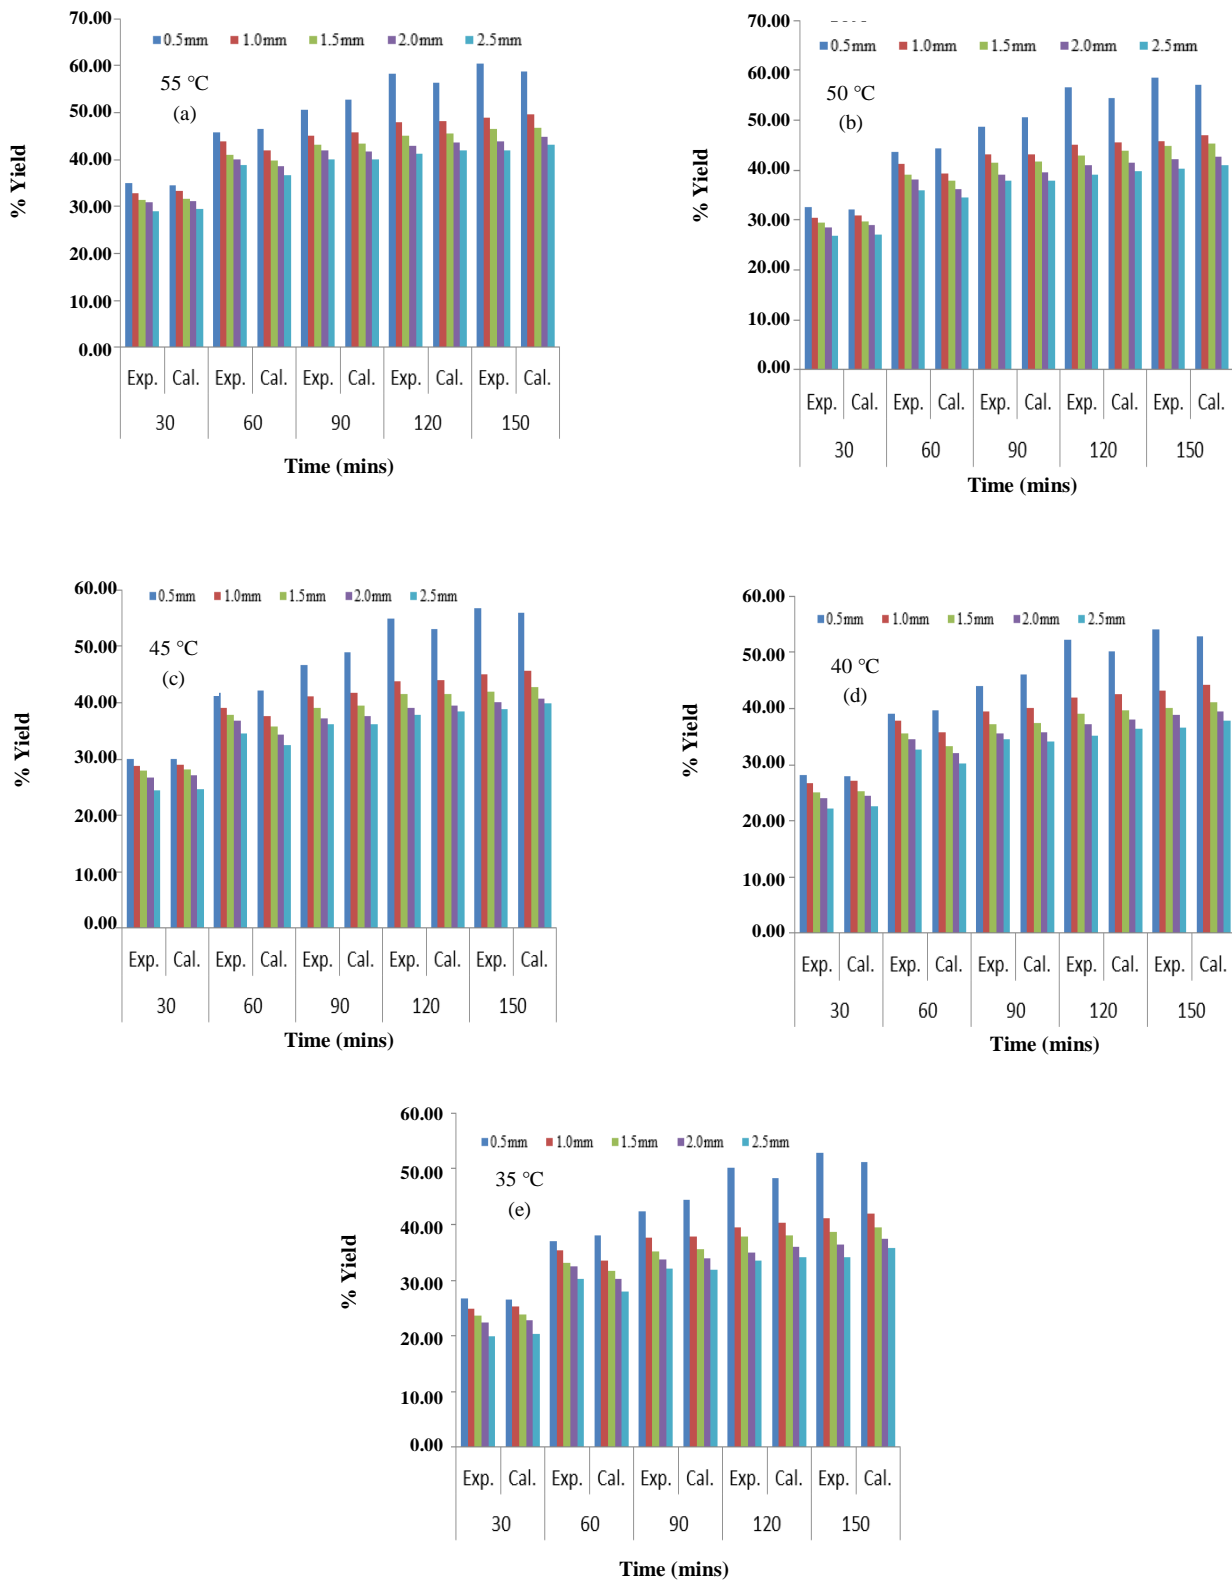 70.00
0.5mm 1.0mm 1.5mm 2.0mm 2.5mm
60.00
55 °C
(a)
50.00
40.00
% Yield
30.00
20.00
10.00
0.00
Exp. Cal. Exp. Cal. Exp. Cal. Exp. Cal. Exp. Cal.
30 60 90 120 150
Time (mins)
70.00
0.5mm 1.0mm 1.5mm 2.0mm 2.5mm
60.00
50 °C
(b)
50.00
40.00
% Yield
30.00
20.00
10.00
0.00
Exp. Cal. Exp. Cal. Exp. Cal. Exp. Cal. Exp. Cal.
30 60 90 120 150
Time (mins)
60.00
0.5mm 1.0mm 1.5mm 2.0mm 2.5mm
50.00
45 °C
(c)
40.00
% Yield
30.00
20.00
10.00
0.00
Exp. Cal. Exp. Cal. Exp. Cal. Exp. Cal. Exp. Cal.
30 60 90 120 150
Time (mins)
60.00
0.5mm 1.0mm 1.5mm 2.0mm 2.5mm
50.00
40 °C
(d)
40.00
% Yield
30.00
20.00
10.00
0.00
Exp. Cal. Exp. Cal. Exp. Cal. Exp. Cal. Exp. Cal.
30 60 90 120 150
Time (mins)
60.00
0.5mm 1.0mm 1.5mm 2.0mm 2.5mm
50.00
35 °C
(e)
40.00
% Yield
30.00
20.00
10.00
0.00
Exp. Cal. Exp. Cal. Exp. Cal. Exp. Cal. Exp. Cal.
30 60 90 120 150
Time (mins)